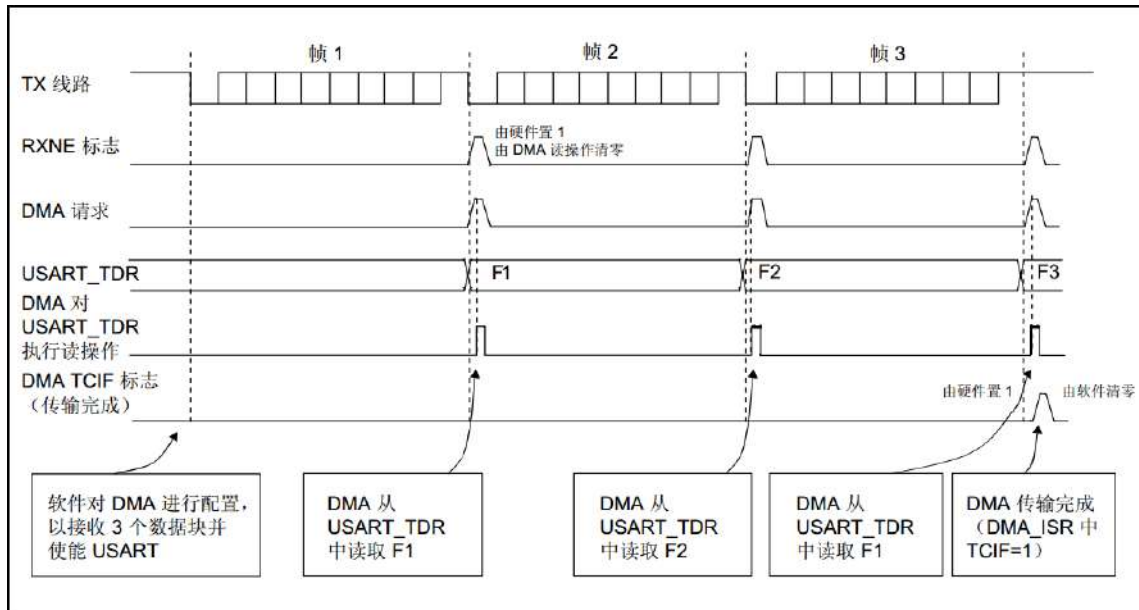 帧 1
帧 2
帧 3
TX 线路
RXNE 标志
由硬件置 1
由 DMA 读操作清零
DMA 请求
USART_TDR
F1
F2
F3
DMA 对
USART_TDR
执行读操作
DMA TCIF 标志
（传输完成）
由硬件置 1
由软件清零
软件对 DMA 进行配置，
以接收 3 个数据块并
使能 USART
DMA 从
USART_TDR
中读取 F1
DMA 从
USART_TDR
中读取 F2
DMA 从
USART_TDR
中读取 F1
DMA 传输完成
（DMA_ISR 中
TCIF=1）